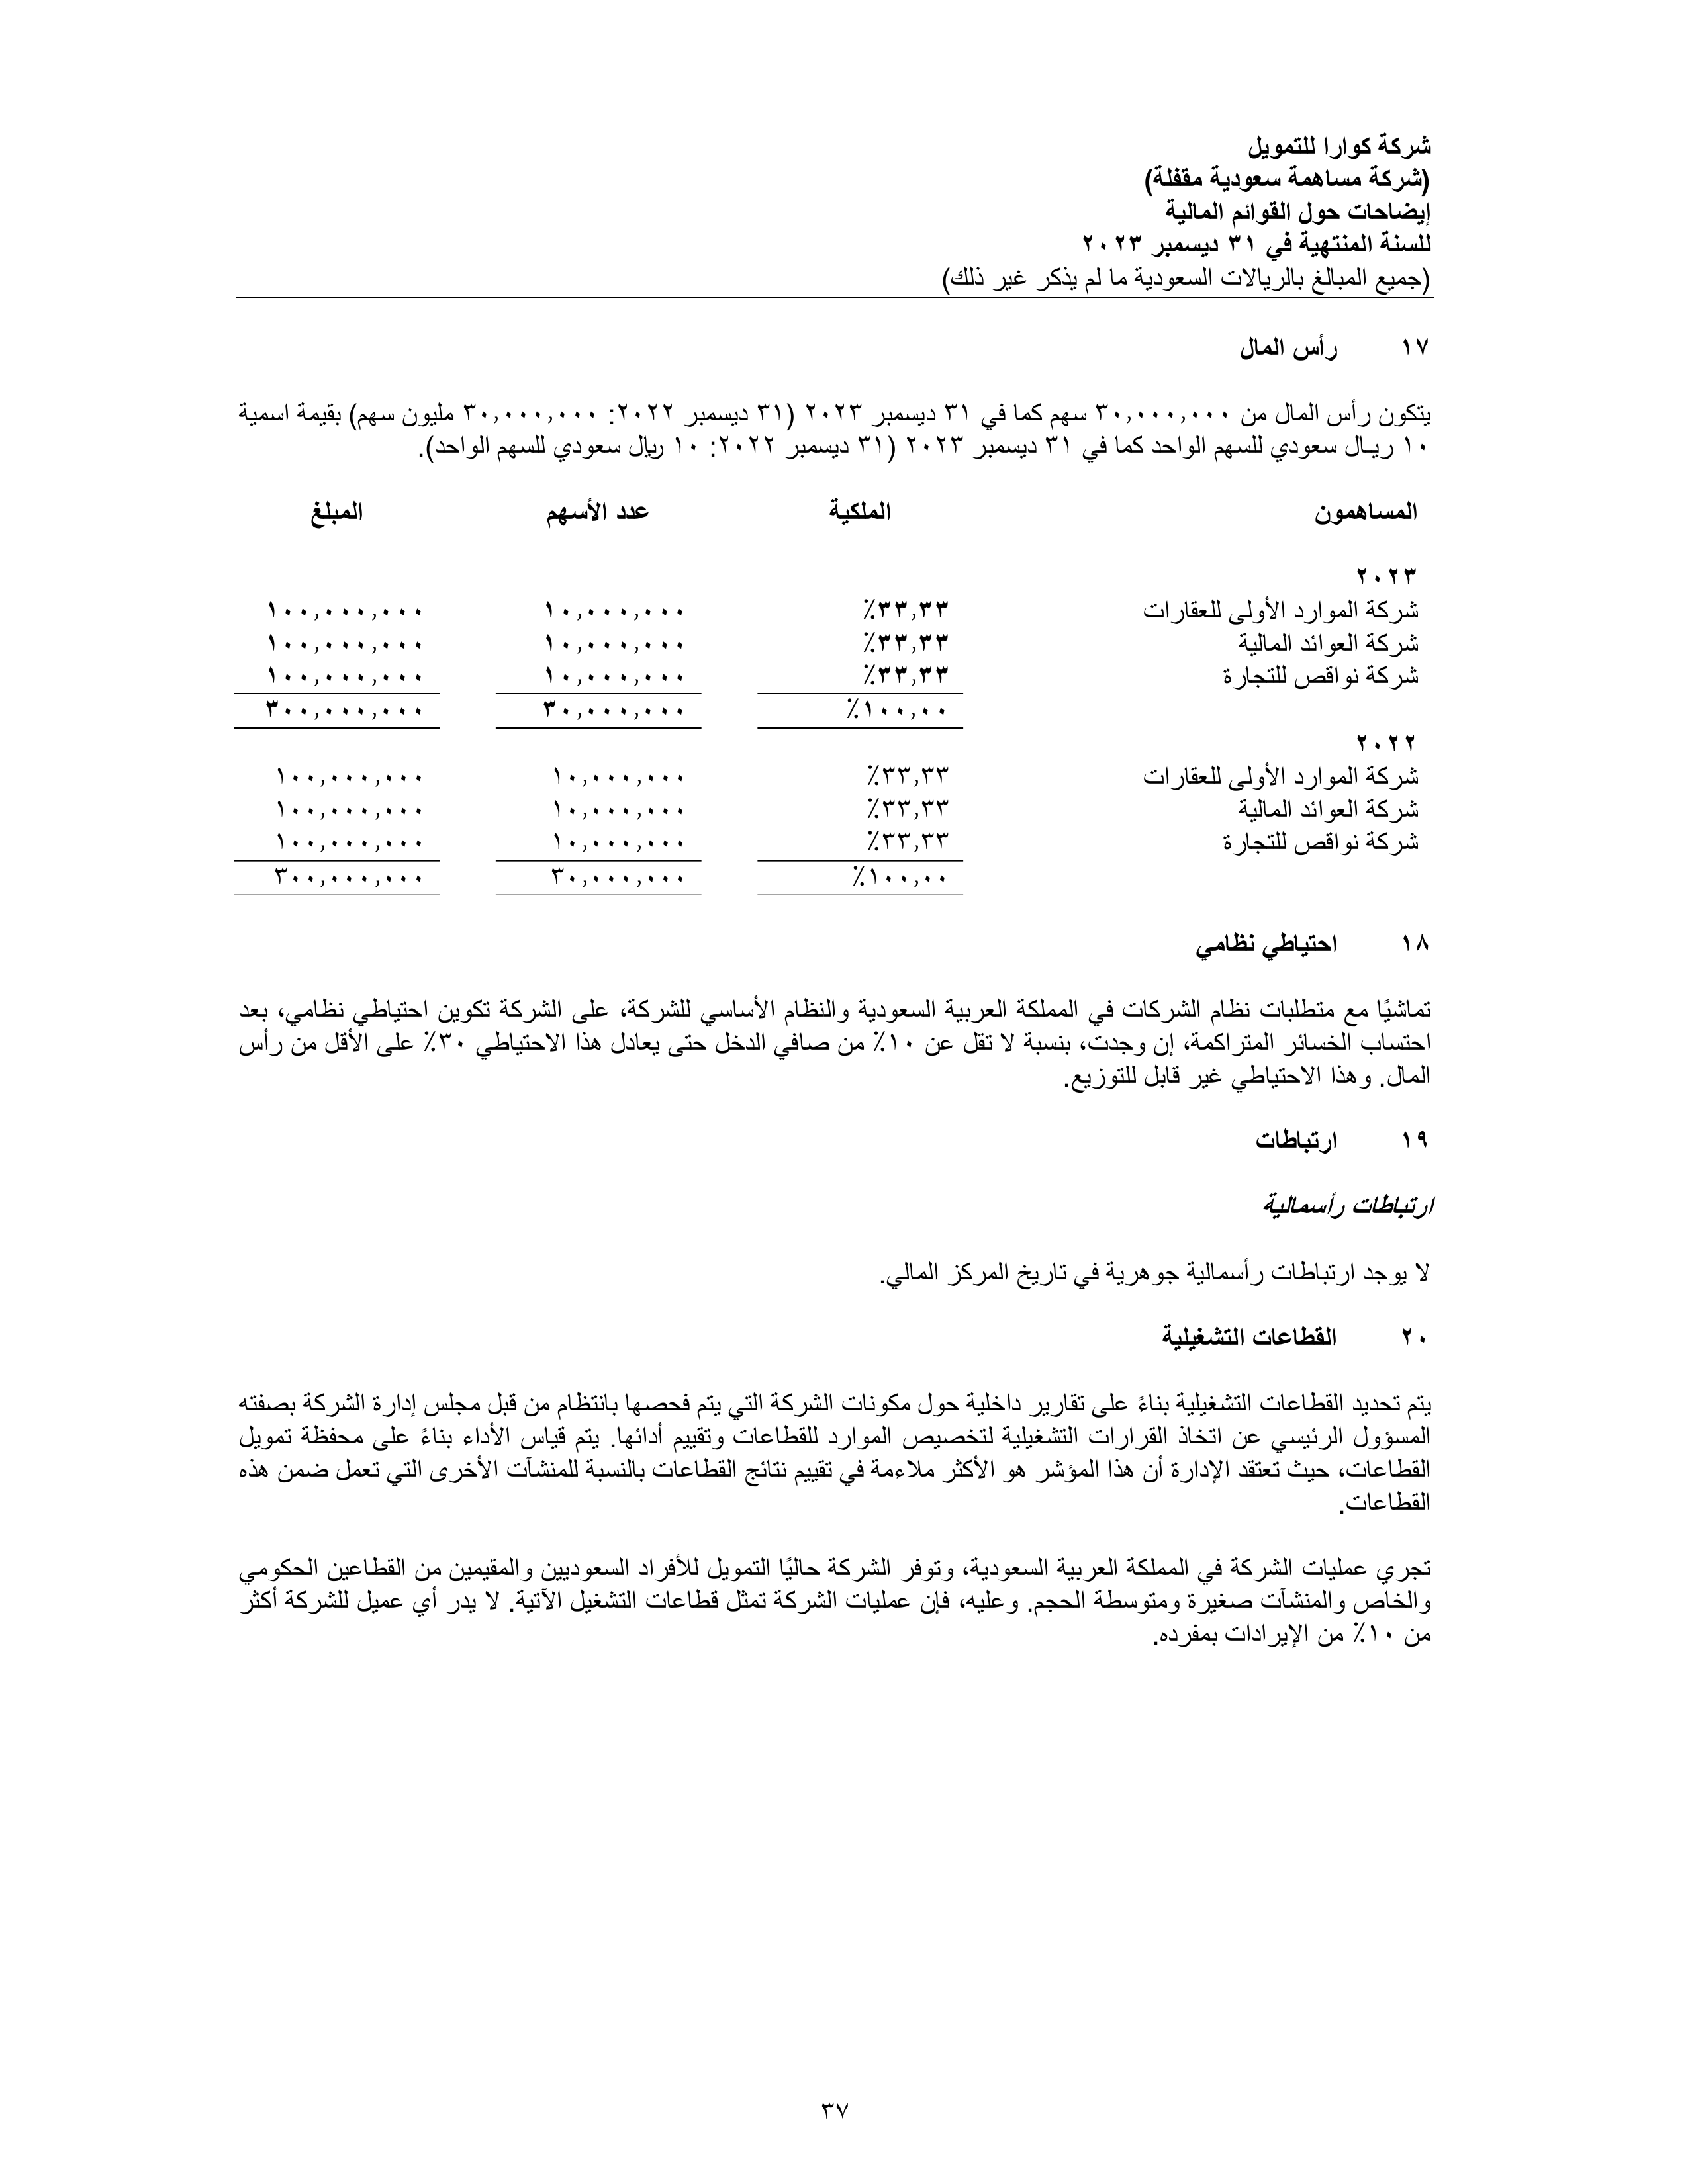 شركة كوارا للتمويل
(شركة مساهمة سعودية مقفلة)
إيضاحات حول القوائم المالية
للسنة المنتهية في ٣١ ديسمبر ٢٠٢٣
(جميع المبالغ بالريالات السعودية ما لم يذكر غير ذلك)
١٧ رأس المال
يتكون رأس المال من ٣٠,٠٠٠,٠٠٠ سهم كما في ٣١ ديسمبر ٢٠٢٣ (٣١ ديسمبر ٢٠٢٢: ٣٠,٠٠٠,٠٠٠ مليون سهم) بقيمة اسمية
١٠ ريـال سعودي للسهم الواحد كما في ٣١ ديسمبر ٢٠٢٣ (٣١ ديسمبر ٢٠٢٢: ١٠ ريال سعودي للسهم الواحد).
المساهمون الملكية عدد الأسهم المبلغ
٢٠٢٣
شركة الموارد الأولى للعقارات ٣٣,٣٣٪ ١٠,٠٠٠,٠٠٠ ١٠٠,٠٠٠,٠٠٠
شركة العوائد المالية ٣٣,٣٣٪ ١٠,٠٠٠,٠٠٠ ١٠٠,٠٠٠,٠٠٠
شركة نواقص للتجارة ٣٣,٣٣٪ ١٠,٠٠٠,٠٠٠ ١٠٠,٠٠٠,٠٠٠
١٠٠,٠٠٪ ٣٠,٠٠٠,٠٠٠ ٣٠٠,٠٠٠,٠٠٠
٢٠٢٢
شركة الموارد الأولى للعقارات ٣٣,٣٣٪ ١٠,٠٠٠,٠٠٠ ١٠٠,٠٠٠,٠٠٠
شركة العوائد المالية ٣٣,٣٣٪ ١٠,٠٠٠,٠٠٠ ١٠٠,٠٠٠,٠٠٠
شركة نواقص للتجارة ٣٣,٣٣٪ ١٠,٠٠٠,٠٠٠ ١٠٠,٠٠٠,٠٠٠
١٠٠,٠٠٪ ٣٠,٠٠٠,٠٠٠ ٣٠٠,٠٠٠,٠٠٠
١٨ احتياطي نظامي
تماشيًا مع متطلبات نظام الشركات في المملكة العربية السعودية والنظام الأساسي للشركة، على الشركة تكوين احتياطي نظامي، بعد
احتساب الخسائر المتراكمة، إن وجدت، بنسبة لا تقل عن ١٠٪ من صافي الدخل حتى يعادل هذا الاحتياطي ٣٠٪ على الأقل من رأس
المال. وهذا الاحتياطي غير قابل للتوزيع.
١٩ ارتباطات
ارتباطات رأسمالية
لا يوجد ارتباطات رأسمالية جوهرية في تاريخ المركز المالي.
٢٠ القطاعات التشغيلية
يتم تحديد القطاعات التشغيلية بناءً على تقارير داخلية حول مكونات الشركة التي يتم فحصها بانتظام من قبل مجلس إدارة الشركة بصفته
المسؤول الرئيسي عن اتخاذ القرارات التشغيلية لتخصيص الموارد للقطاعات وتقييم أدائها. يتم قياس الأداء بناءً على محفظة تمويل
القطاعات، حيث تعتقد الإدارة أن هذا المؤشر هو الأكثر ملاءمة في تقييم نتائج القطاعات بالنسبة للمنشآت الأخرى التي تعمل ضمن هذه
القطاعات.
تجري عمليات الشركة في المملكة العربية السعودية، وتوفر الشركة حاليًا التمويل للأفراد السعوديين والمقيمين من القطاعين الحكومي
والخاص والمنشآت صغيرة ومتوسطة الحجم. وعليه، فإن عمليات الشركة تمثل قطاعات التشغيل الآتية. لا يدر أي عميل للشركة أكثر
من ١٠٪ من الإيرادات بمفرده.
٣٧